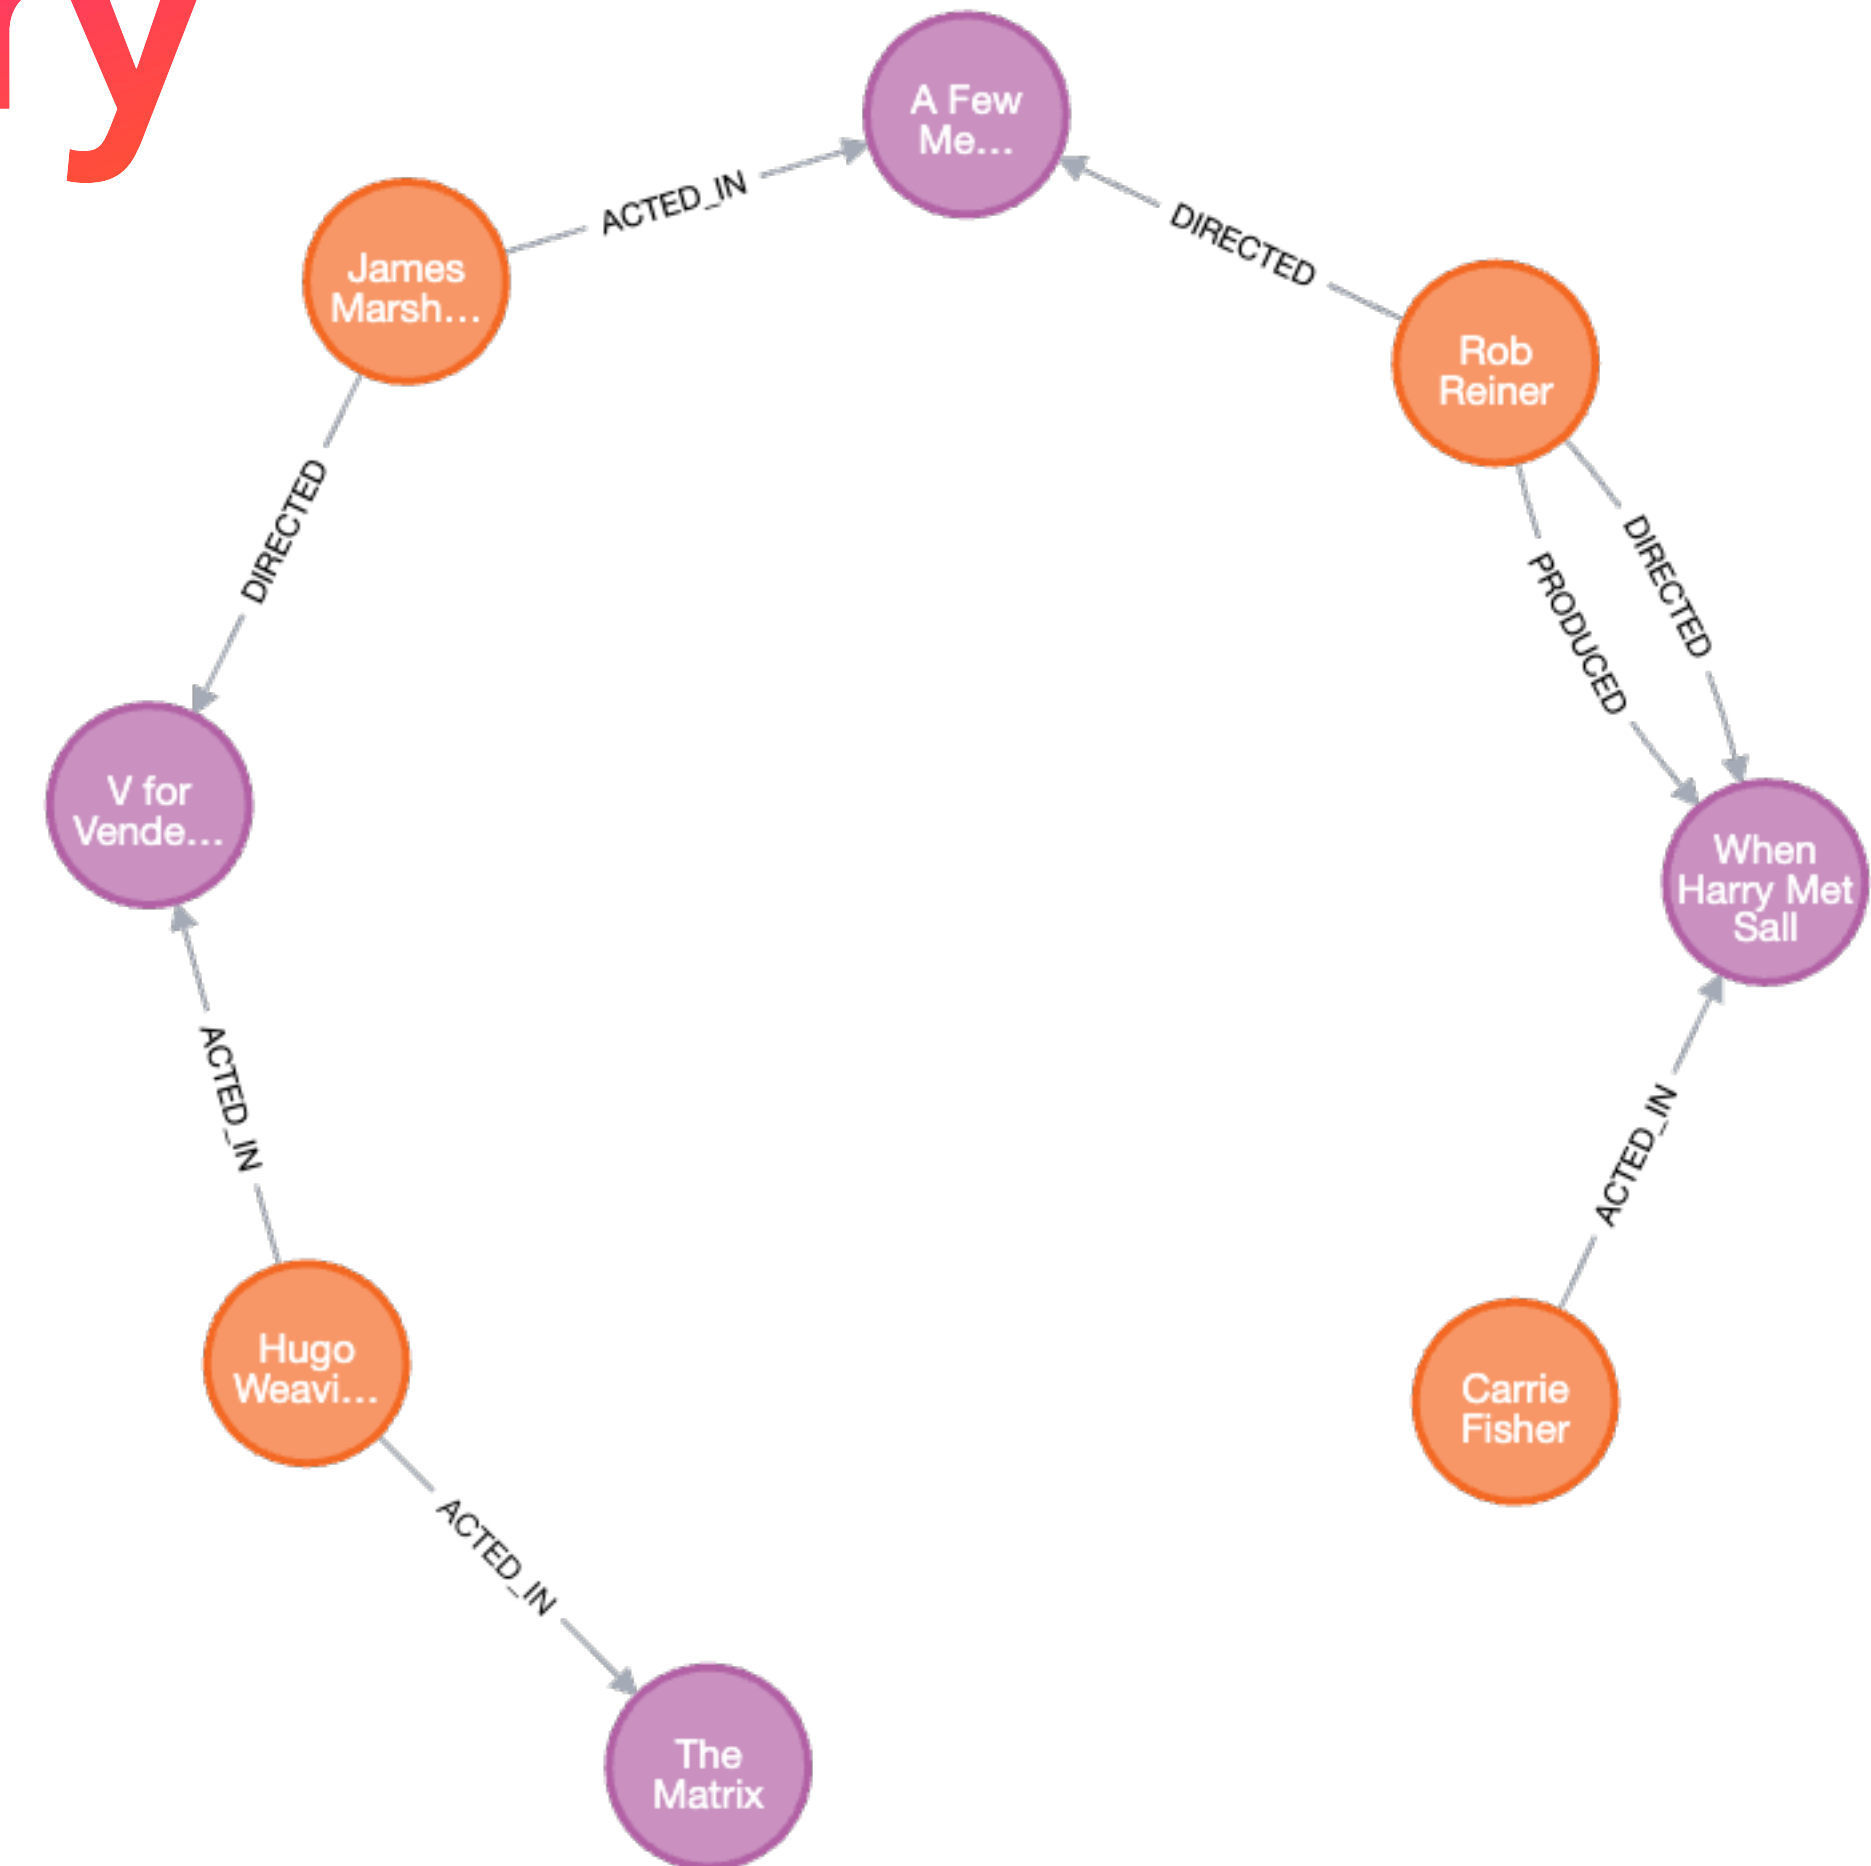 ry
A Few
Me...
ACTED_IN
DIRECTED
James
Marsh...
Rob
Reiner
DIRECTED
PRODUCED
DIRECTED
V for
Vende...
When
Harry Met
Sall
ACTED_IN
ACTED_IN
Hugo
Weavi...
Carrie
Fisher
ACTED_IN
The
Matrix